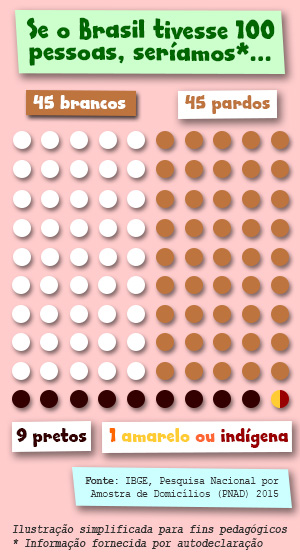 Se o Brasil tivesse 100
pessoas, seríamos*...
45 brancos
45 pardos
9 pretos
1 amarelo ou indígena
Fonte: IBGE, Pesquisa Nacional por
Amostra de Domicílios (PNAD) 2015
Ilustração simplificada para fins pedagógicos
* Informação fornecida por autodeclaração